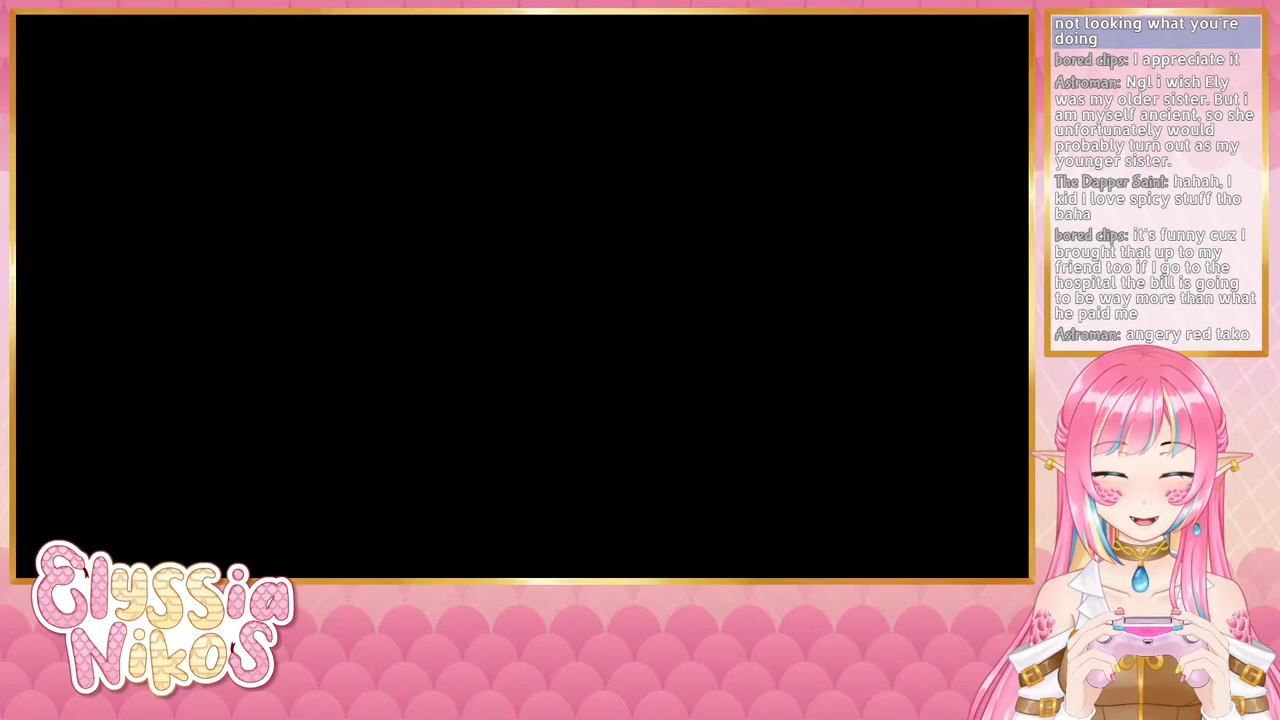 not looking what you're
doing
bored clips: I appreciate it
Astroman: Ngl i wish Ely
was my older sister. But i
am myself ancient, so she
unfortunately would
probably turn out as my
younger sister.
The Dapper Saint: hahah, I
kid I love spicy stuff tho
baha
bored clips: it's funny cuz I
brought that up to my
friend too if I go to the
hospital the bill is going
to be way more than what
he paid me
Astroman: angery red tako
Elyssia
Nikos